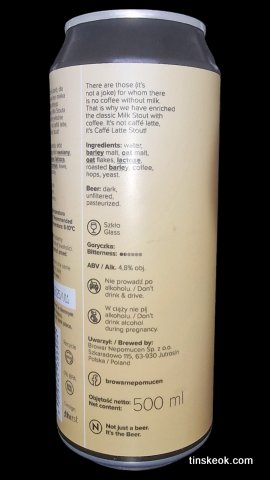 There are those (it's
not a joke) for whom there
is no coffee without milk.
That is why we have enriched
the classic Milk Stout with
coffee. It's not caffé latte,
it's Caffé Latte Stout!
Ingredients: water,
barley malt, oat malt,
oat flakes, lactose,
roasted barley, coffee,
hops, yeast.
Beer: dark,
unfiltered,
pasteurized.
Szkło
Glass
Goryczka:
Bitterness:
ABV / Alk. 4,8% obj.
Nie prowadź po
alkoholu. / Don't
drink & drive.
W ciąży nie pij
alkoholu. / Don't
drink alcohol
during pregnancy.
Uwarzył: / Brewed by:
Browar Nepomucen Sp. z o.o.
Szkaradowo 115, 63-930 Jutrosin
Polska / Poland
browarnepomucen
Objętość netto:
Net content:
500 ml
N
Not just a beer.
It's the Beer.
tinskeok.com